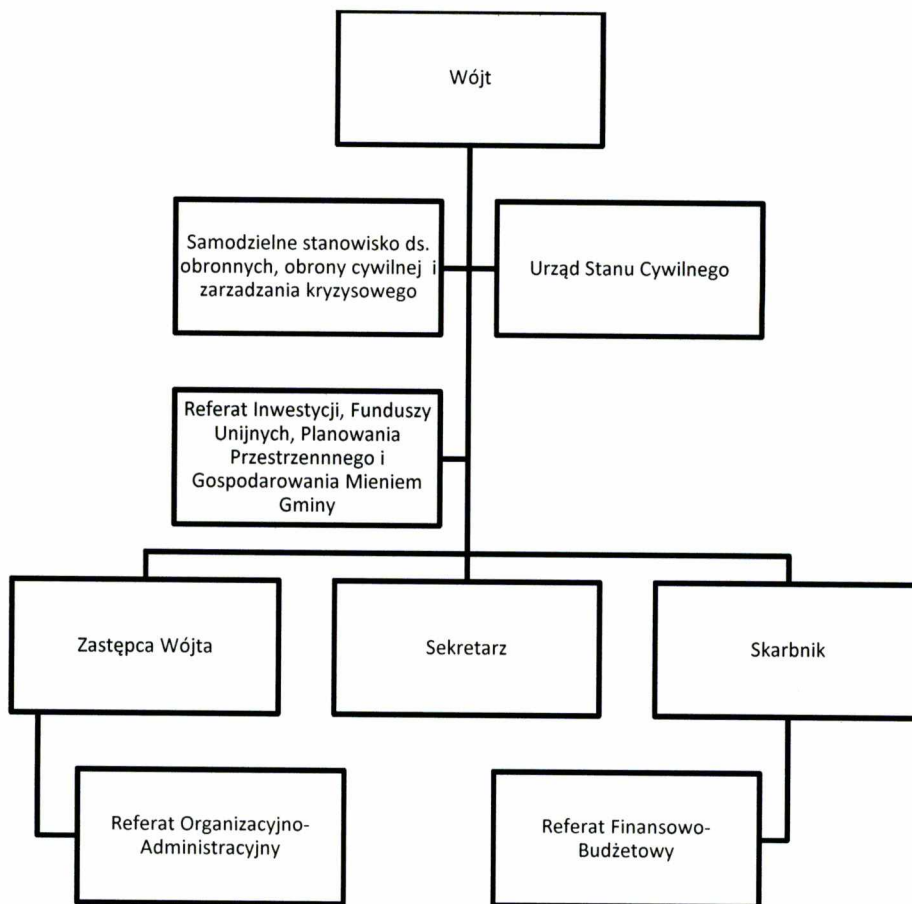 Wójt
Samodzielne stanowisko ds.
obronnych, obrony cywilnej i
zarzadzania kryzysowego
Urząd Stanu Cywilnego
Referat Inwestycji, Funduszy
Unijnych, Planowania
Przestrzennnego i
Gospodarowania Mieniem
Gminy
Zastępca Wójta
Sekretarz
Skarbnik
Referat Organizacyjno-
Administracyjny
Referat Finansowo-
Budżetowy